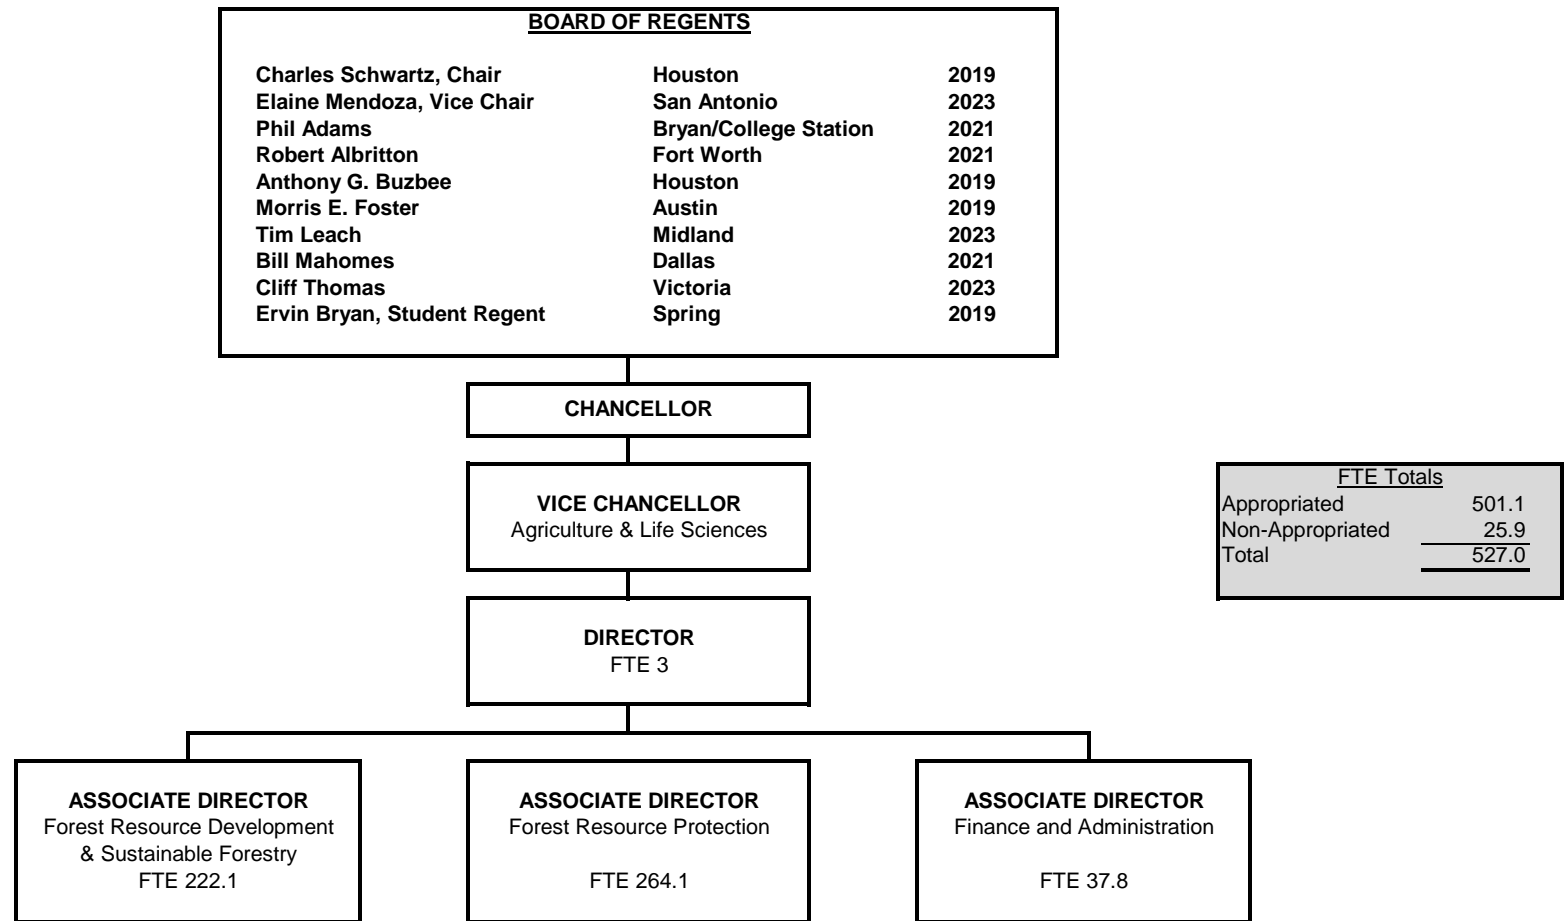 BOARD OF REGENTS
Charles Schwartz, Chair Houston 2019
Elaine Mendoza, Vice Chair San Antonio 2023
Phil Adams Bryan/College Station 2021
Robert Albritton Fort Worth 2021
Anthony G. Buzbee Houston 2019
Morris E. Foster Austin 2019
Tim Leach Midland 2023
Bill Mahomes Dallas 2021
Cliff Thomas Victoria 2023
Ervin Bryan, Student Regent Spring 2019
CHANCELLOR
VICE CHANCELLOR
Agriculture & Life Sciences
FTE Totals
Appropriated 501.1
Non-Appropriated 25.9
Total 527.0
DIRECTOR
FTE 3
ASSOCIATE DIRECTOR
Forest Resource Development
& Sustainable Forestry
FTE 222.1
ASSOCIATE DIRECTOR
Forest Resource Protection
FTE 264.1
ASSOCIATE DIRECTOR
Finance and Administration
FTE 37.8